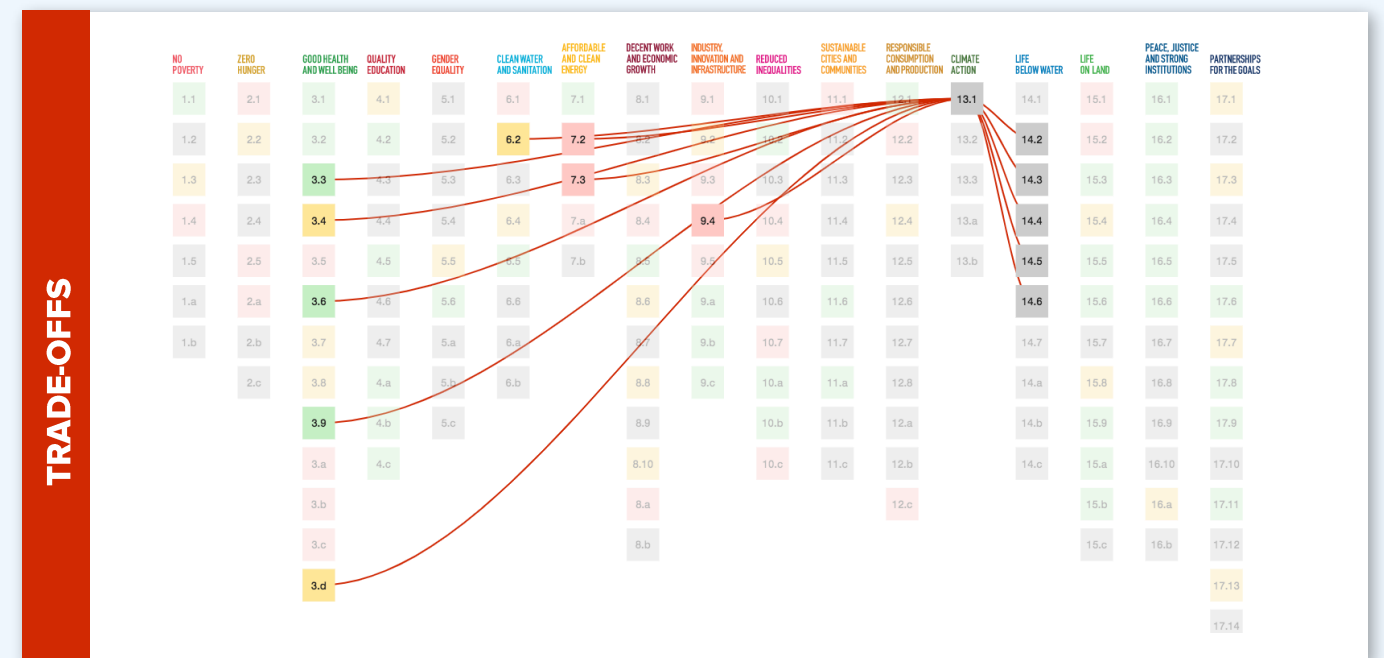 TRADE-OFFS
NO
POVERTY
ZERO
HUNGER
GOOD HEALTH
AND WELL BEING
QUALITY
EDUCATION
GENDER
EQUALITY
CLEAN WATER
AND SANITATION
AFFORDABLE
AND CLEAN
ENERGY
DECENT WORK
AND ECONOMIC
GROWTH
INDUSTRY,
INNOVATION AND
INFRASTRUCTURE
REDUCED
INEQUALITIES
SUSTAINABLE
CITIES AND
COMMUNITIES
RESPONSIBLE
CONSUMPTION
AND PRODUCTION
CLIMATE
ACTION
LIFE
BELOW WATER
LIFE
ON LAND
PEACE, JUSTICE
AND STRONG
INSTITUTIONS
PARTNERSHIPS
FOR THE GOALS
1.1 2.1 3.1 4.1 5.1 6.1 7.1 8.1 9.1 10.1 11.1 12.1 13.1 14.1 15.1 16.1 17.1
1.2 2.2 3.2 4.2 5.2 6.2 7.2 8.2 9.2 10.2 11.2 12.2 13.2 14.2 15.2 16.2 17.2
1.3 2.3 3.3 4.3 5.3 6.3 7.3 8.3 9.3 10.3 11.3 12.3 13.3 14.3 15.3 16.3 17.3
1.4 2.4 3.4 4.4 5.4 6.4 7.a 8.4 9.4 10.4 11.4 12.4 13.a 14.4 15.4 16.4 17.4
1.5 2.5 3.5 4.5 5.5 6.5 7.b 8.5 9.5 10.5 11.5 12.5 13.b 14.5 15.5 16.5 17.5
1.a 2.a 3.6 4.6 5.6 6.6 8.6 9.a 10.6 11.6 12.6 14.6 15.6 16.6 17.6
1.b 2.b 3.7 4.7 5.a 6.a 8.7 9.b 10.7 11.7 12.7 14.7 15.7 16.7 17.7
2.c 3.8 4.a 5.b 6.b 8.8 9.c 10.a 11.a 12.8 14.a 15.8 16.8 17.8
3.9 4.b 5.c 8.9 10.b 11.b 12.a 14.b 15.9 16.9 17.9
3.a 4.c 8.10 10.c 11.c 12.b 14.c 15.a 16.10 17.10
3.b 8.a 12.c 15.b 16.a 17.11
3.c 8.b 15.c 16.b 17.12
3.d 17.13
17.14